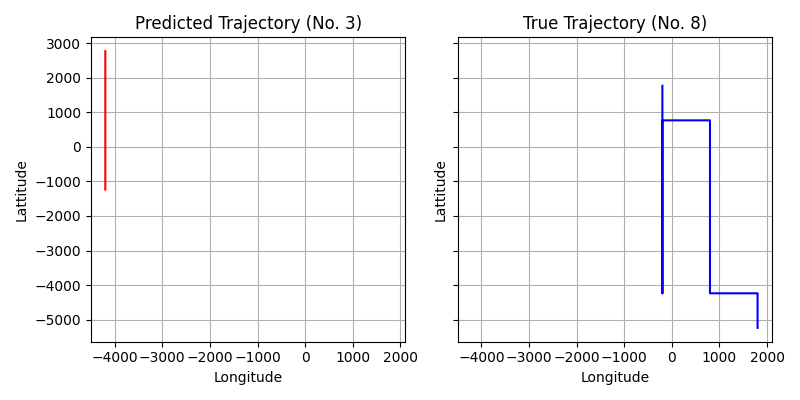 Predicted Trajectory (No. 3)
True Trajectory (No. 8)
3000
2000
1000
0
−1000
−2000
−3000
−4000
−5000
Lattitude
Lattitude
−4000 −3000 −2000 −1000 0 1000 2000
−4000 −3000 −2000 −1000 0 1000 2000
Longitude
Longitude